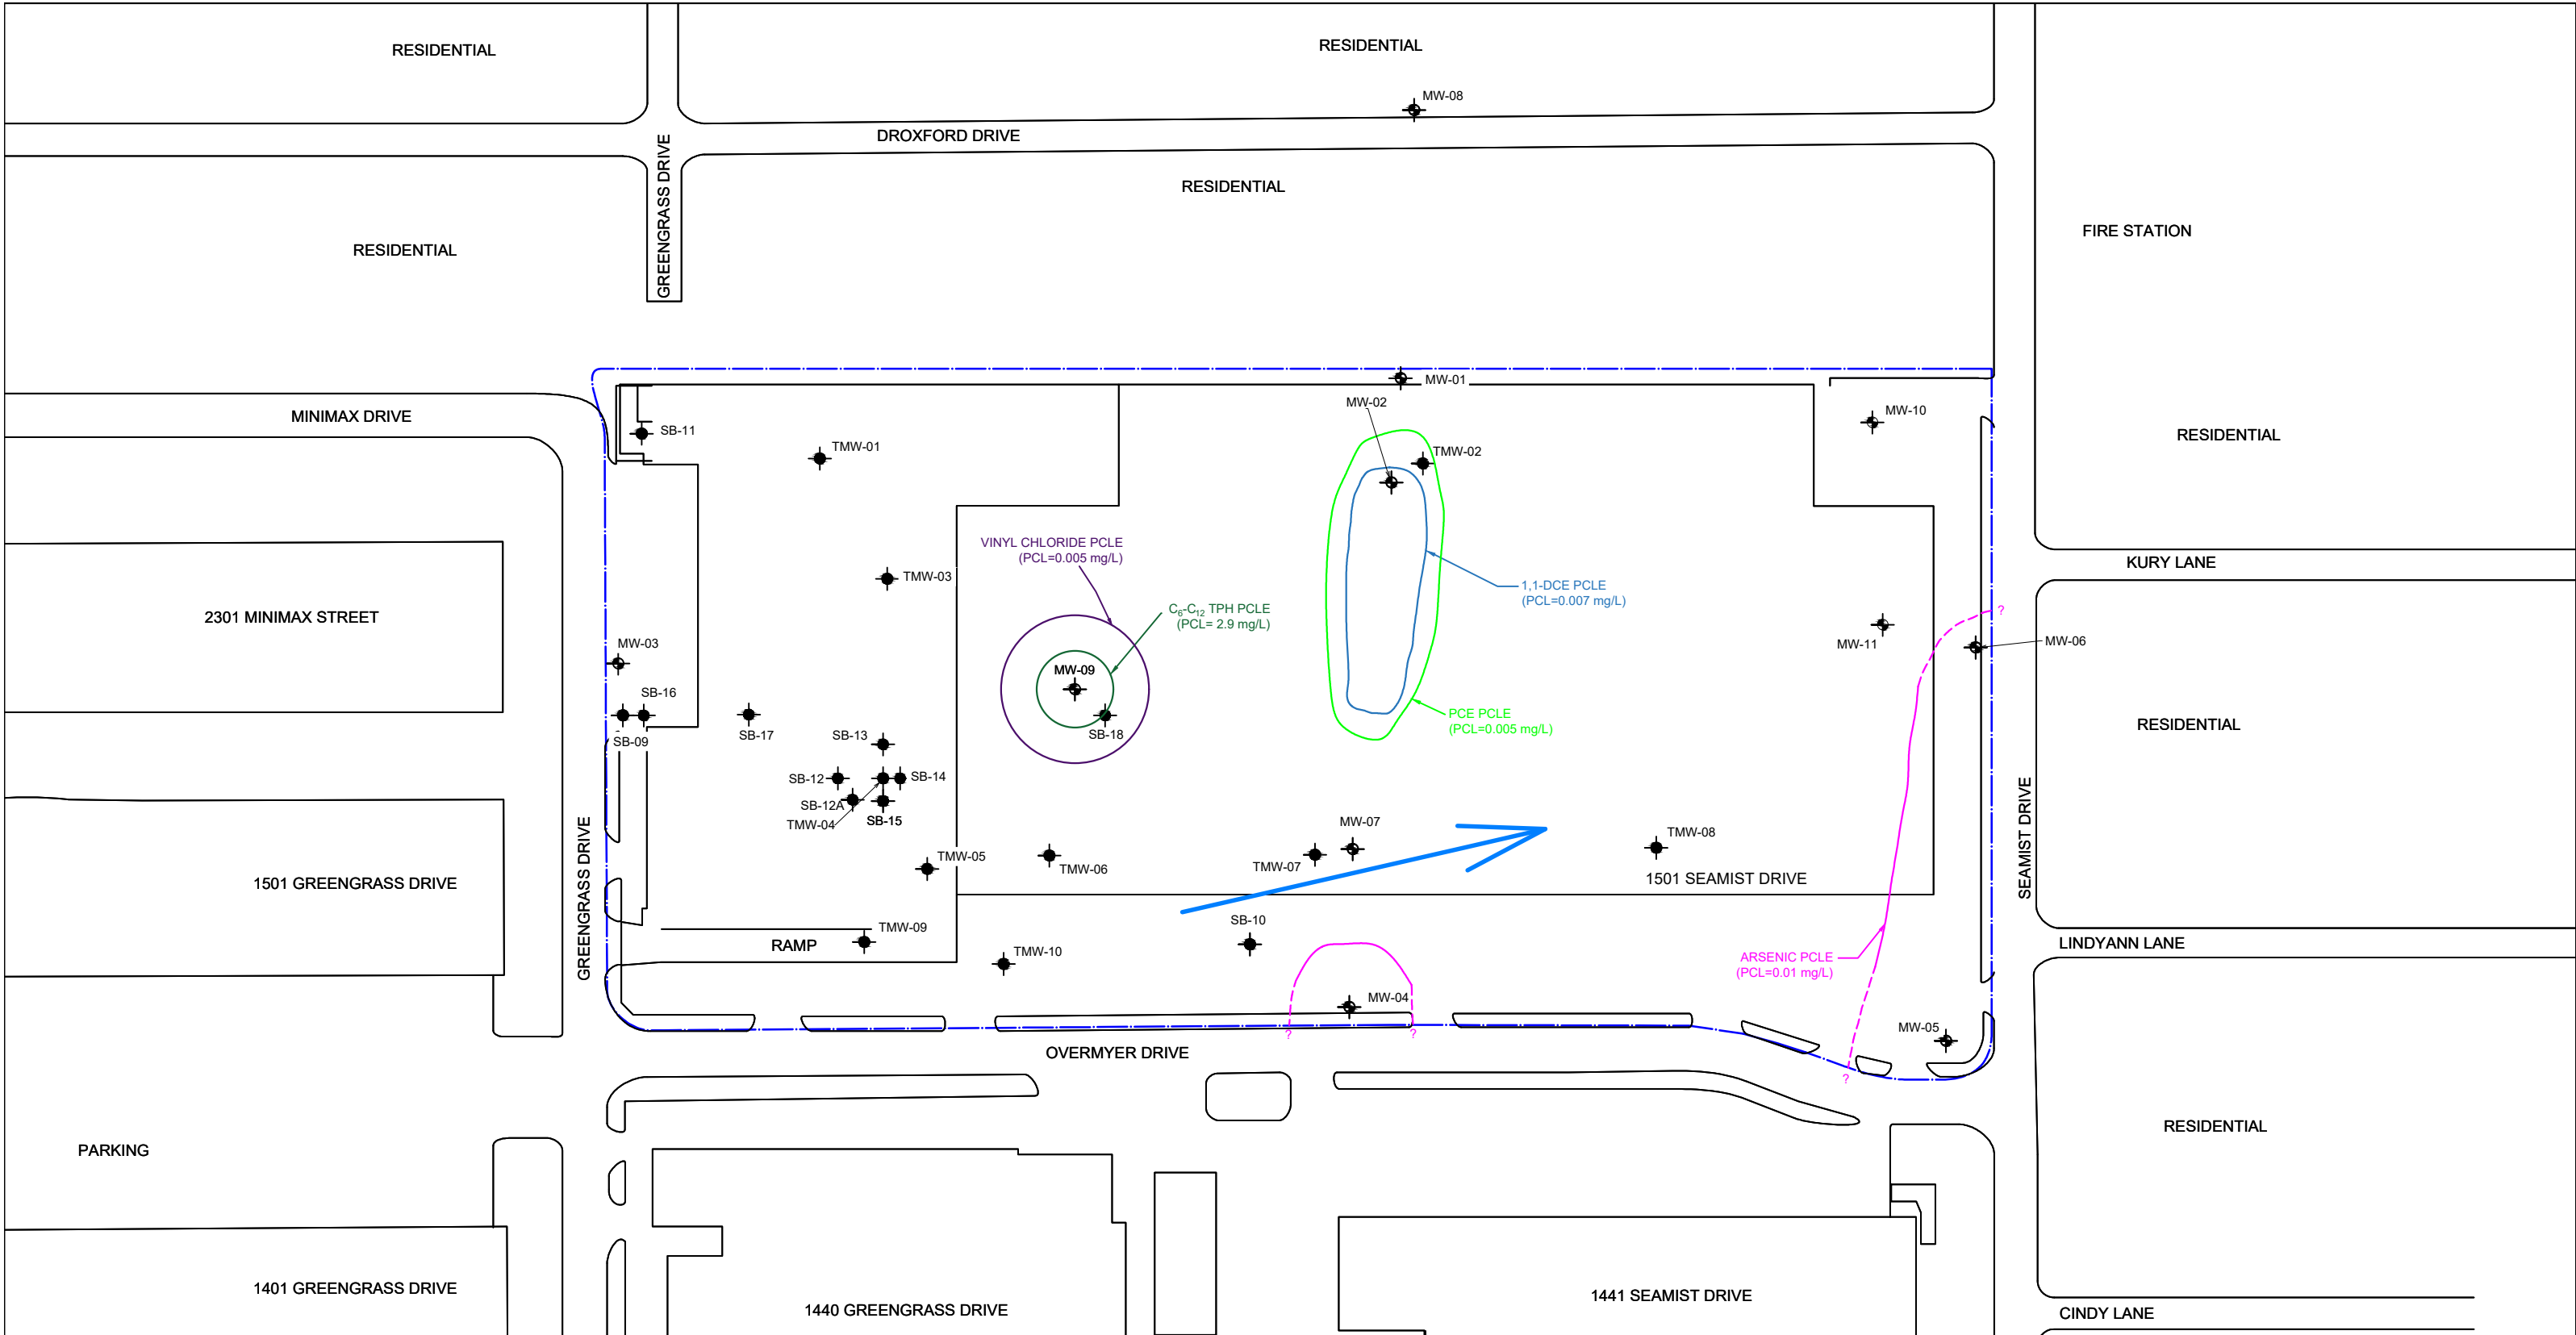 RESIDENTIAL
RESIDENTIAL
MW-08
DROXFORD DRIVE
GREENGRASS DRIVE
RESIDENTIAL
RESIDENTIAL
FIRE STATION
MW-01
MW-02
MW-10
MINIMAX DRIVE
SB-11
TMW-01
TMW-02
RESIDENTIAL
VINYL CHLORIDE PCLE
(PCL=0.005 mg/L)
KURY LANE
TMW-03
1,1-DCE PCLE
(PCL=0.007 mg/L)
C6-C12 TPH PCLE
(PCL= 2.9 mg/L)
2301 MINIMAX STREET
?
MW-03
MW-11
MW-06
MW-09
SB-16
SB-09
SB-17
SB-13
SB-18
PCE PCLE
(PCL=0.005 mg/L)
RESIDENTIAL
SB-12
SB-14
SB-12A
TMW-04
SB-15
MW-07
TMW-08
TMW-05
TMW-06
TMW-07
1501 SEAMIST DRIVE
SEAMIST DRIVE
1501 GREENGRASS DRIVE
GREENGRASS DRIVE
SB-10
TMW-09
RAMP
TMW-10
LINDYANN LANE
ARSENIC PCLE
(PCL=0.01 mg/L)
MW-04
MW-05
?
?
OVERMYER DRIVE
?
RESIDENTIAL
PARKING
1401 GREENGRASS DRIVE
1440 GREENGRASS DRIVE
1441 SEAMIST DRIVE
CINDY LANE